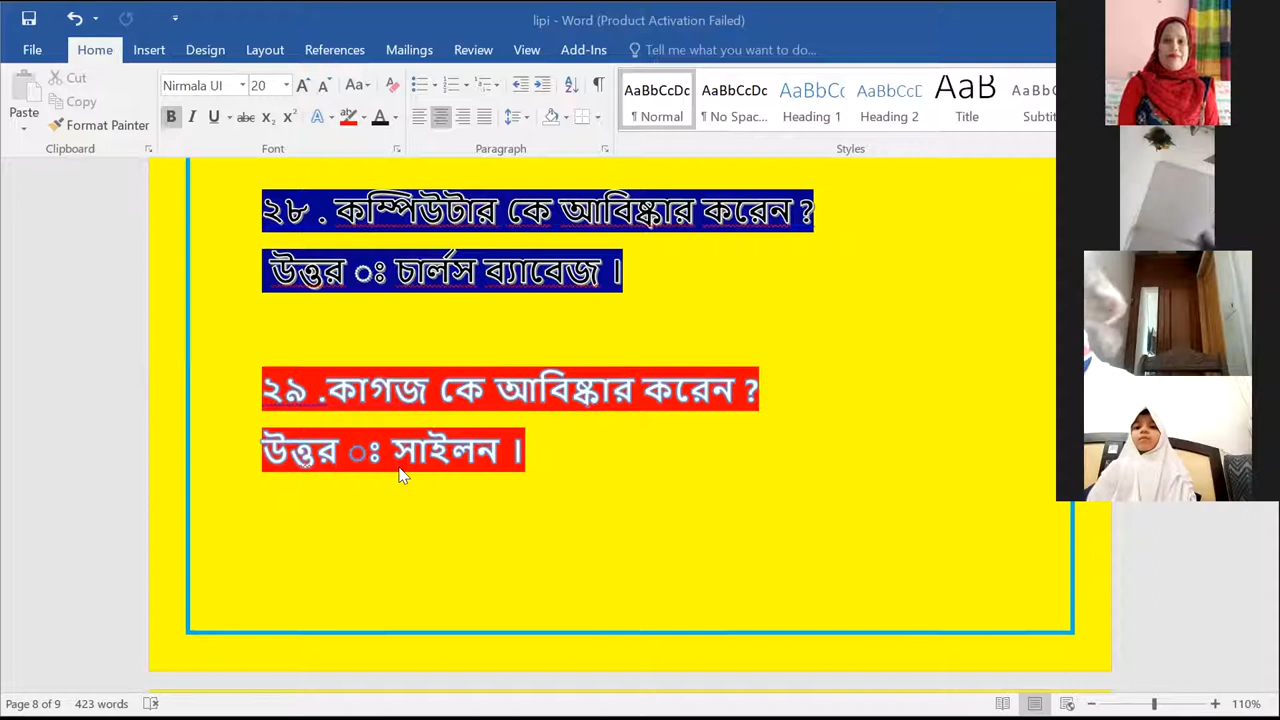 lipi - Word (Product Activation Failed)
File Home Insert Design Layout References Mailings Review View Add-Ins Tell me what you want to do...
Paste Cut Copy Format Painter
Nirmala UI 20 Aa
AaBbCcDc AaBbCcDc AaBbCc AaBbCcD AaB
¶ Normal ¶ No Spac... Heading 1 Heading 2 Title
Clipboard Font Paragraph Styles
২৮ . কম্পিউটার কে আবিষ্কার করেন ?
উত্তর ঃ চার্লস ব্যাবেজ ।
২৯ .কাগজ কে আবিষ্কার করেন ?
উত্তর ঃ সাইলন ।
Page 8 of 9 423 words 110%